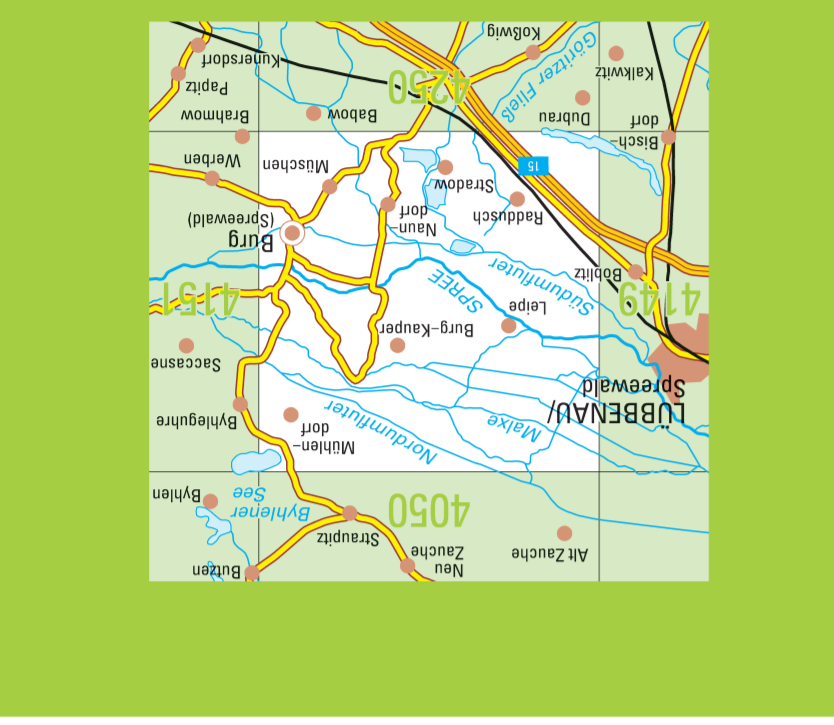 Neu
Zauche
Butzen
Alt Zauche
Straupitz
4050
Byhlener
See
Byhlen
Mühlen-
dorf
Nordumfluter
Malxe
Byhleguhre
LÜBBENAU/
Spreewald
Saccasne
Burg-Kauper
Leipe
4149
4151
SPREE
Südumfluter
Boblitz
Burg
(Spreewald)
Naun-
dorf
Raddusch
Stradow
Müschen
Werben
15
Bisch-
dorf
Dubrau
Babow
Brahmow
4250
Papitz
Göritzer Fließ
Kalkwitz
Kunersdorf
Koßwig